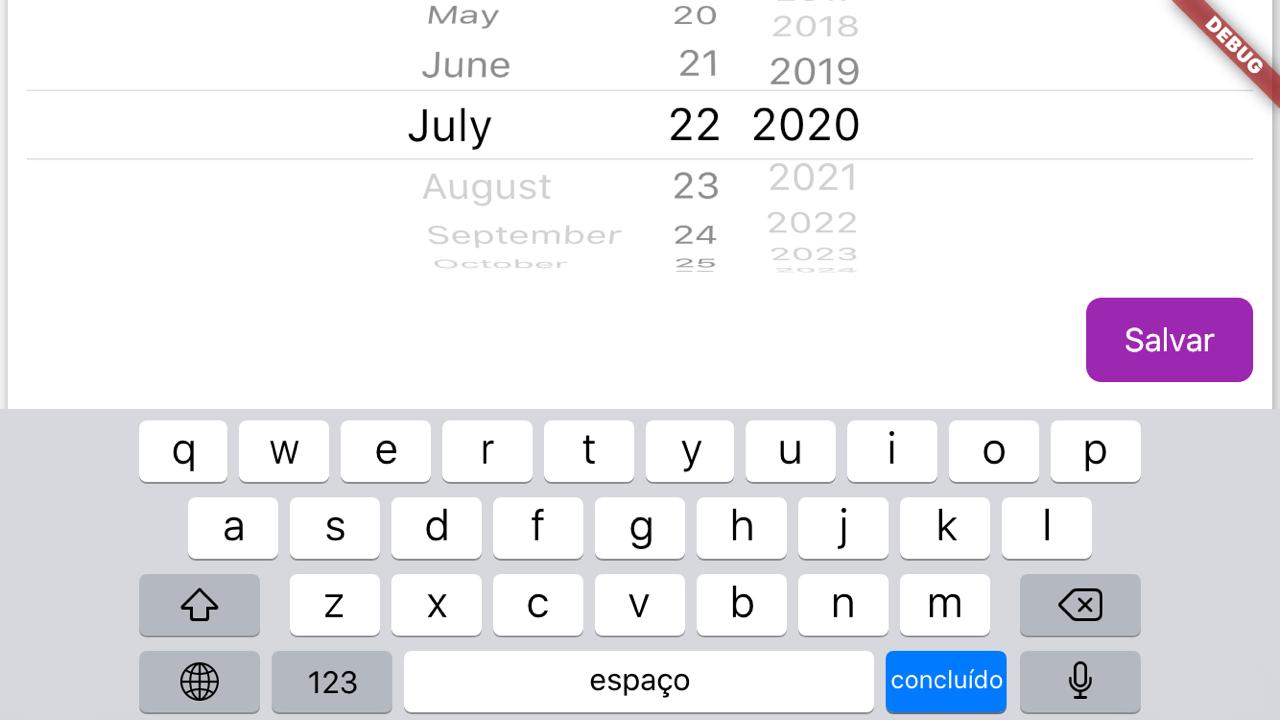 2018
May 20
DEBUG
June 21 2019
July 22 2020
August 23 2021
September 24 2022
October 25 2023
2024
Salvar
q w e r t y u i o p
a s d f g h j k l
z x c v b n m
123 espaço concluído